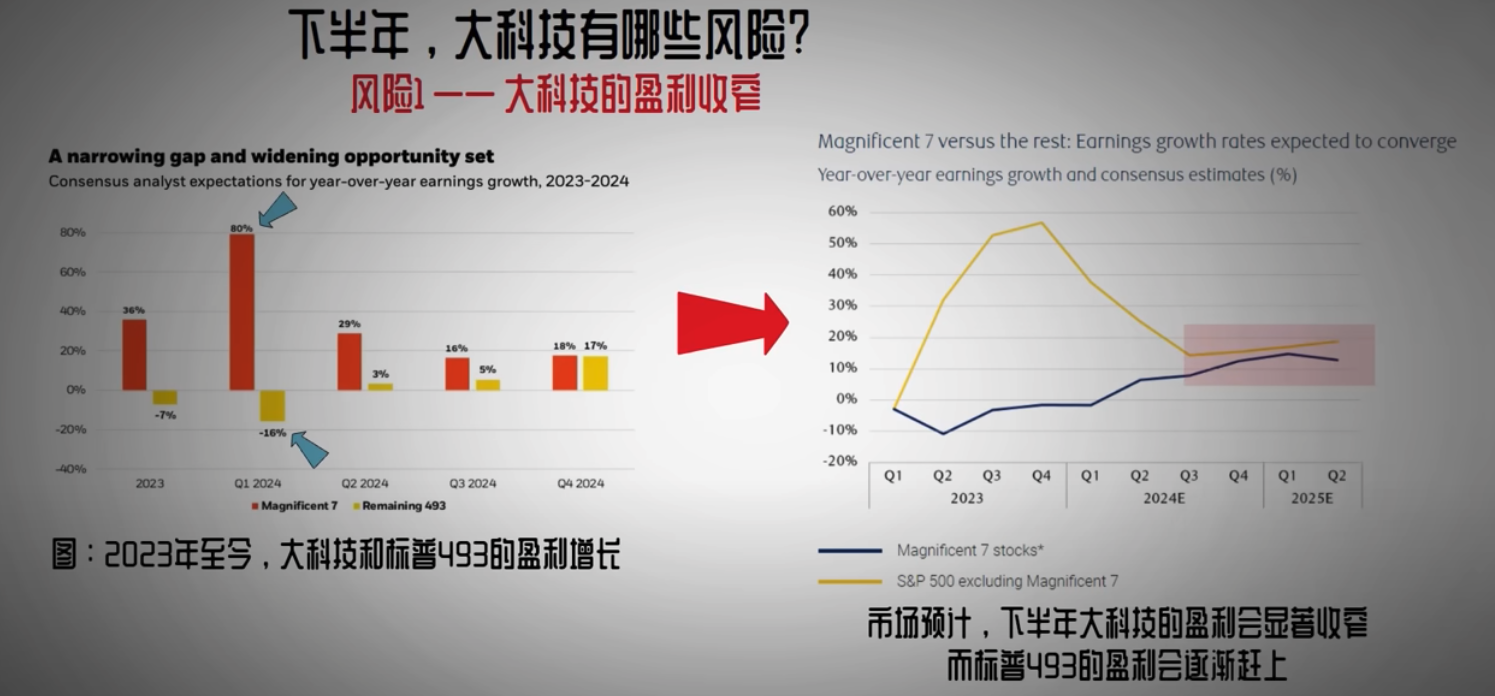 下半年，大科技有哪些风险？
风险1 —— 大科技的盈利收窄
A narrowing gap and widening opportunity set
Consensus analyst expectations for year-over-year earnings growth, 2023-2024
80%
60%
40%
20%
0%
-20%
-40%
36%
-7%
80%
-16%
29%
3%
16%
5%
18%
17%
2023
Q1 2024
Q2 2024
Q3 2024
Q4 2024
Magnificent 7
Remaining 493
图：2023年至今，大科技和标普493的盈利增长
Magnificent 7 versus the rest: Earnings growth rates expected to converge
Year-over-year earnings growth and consensus estimates (%)
60%
50%
40%
30%
20%
10%
0%
-10%
-20%
Q1 Q2 Q3 Q4 Q1 Q2 Q3 Q4 Q1 Q2
2023 2024E 2025E
Magnificent 7 stocks*
S&P 500 excluding Magnificent 7
市场预计，下半年大科技的盈利会显著收窄
而标普493的盈利会逐渐赶上